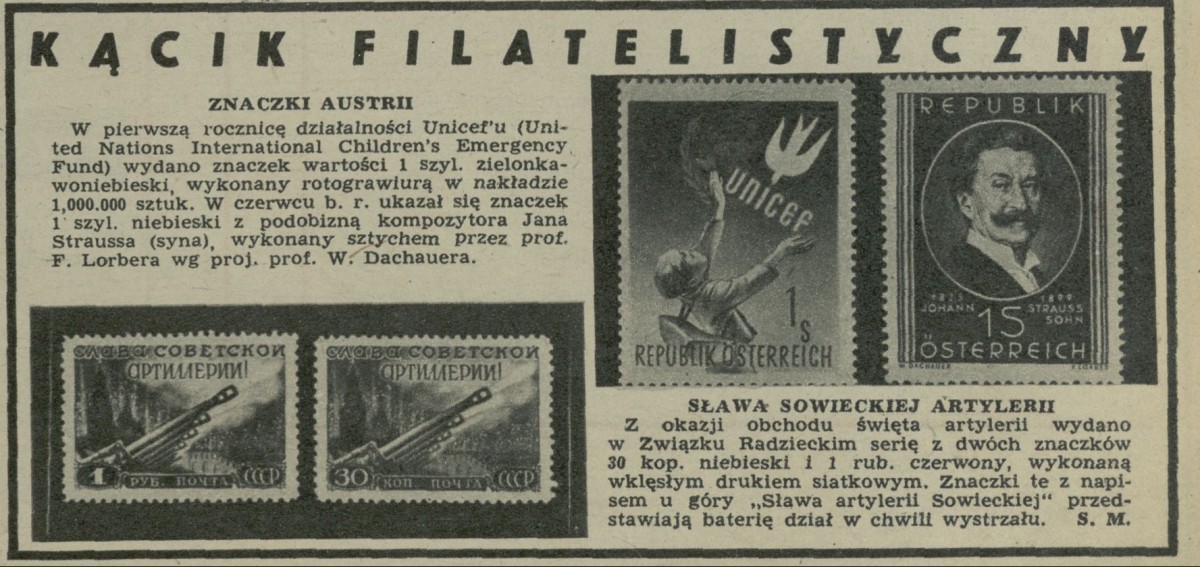 KĄCIK FILATELISTYCZNY
ZNACZKI AUSTRII
W pierwszą rocznicę działalności Unicef'u (Uni-
ted Nations International Children's Emergency
Fund) wydano znaczek wartości 1 szyl. zielonka-
woniebieski, wykonany rotograwiurą w nakładzie
1,000.000 sztuk. W czerwcu b. r. ukazał się znaczek
1 szyl. niebieski z podobizną kompozytora Jana
Straussa (syna), wykonany sztychem przez prof.
F. Lorbera wg proj. prof. W. Dachauera.
UNICEF
1 S
REPUBLIK ÖSTERREICH
REPUBLIK
1825 1899
JOHANN STRAUSS
SOHN
1S
ÖSTERREICH
W. DACHAUER F. LORBER
СЛАВА СОВЕТСКОЙ
АРТИЛЛЕРИИ!
1 РУБ. ПОЧТА СССР
СЛАВА СОВЕТСКОЙ
АРТИЛЛЕРИИ!
30 КОП ПОЧТА СССР
SŁAWA SOWIECKIEJ ARTYLERII
Z okazji obchodu święta artylerii wydano
w Związku Radzieckim serię z dwóch znaczków
30 kop. niebieski i 1 rub. czerwony, wykonaną
wklęsłym drukiem siatkowym. Znaczki te z napi-
sem u góry „Sława artylerii Sowieckiej" przed-
stawiają baterię dział w chwili wystrzału. S. M.